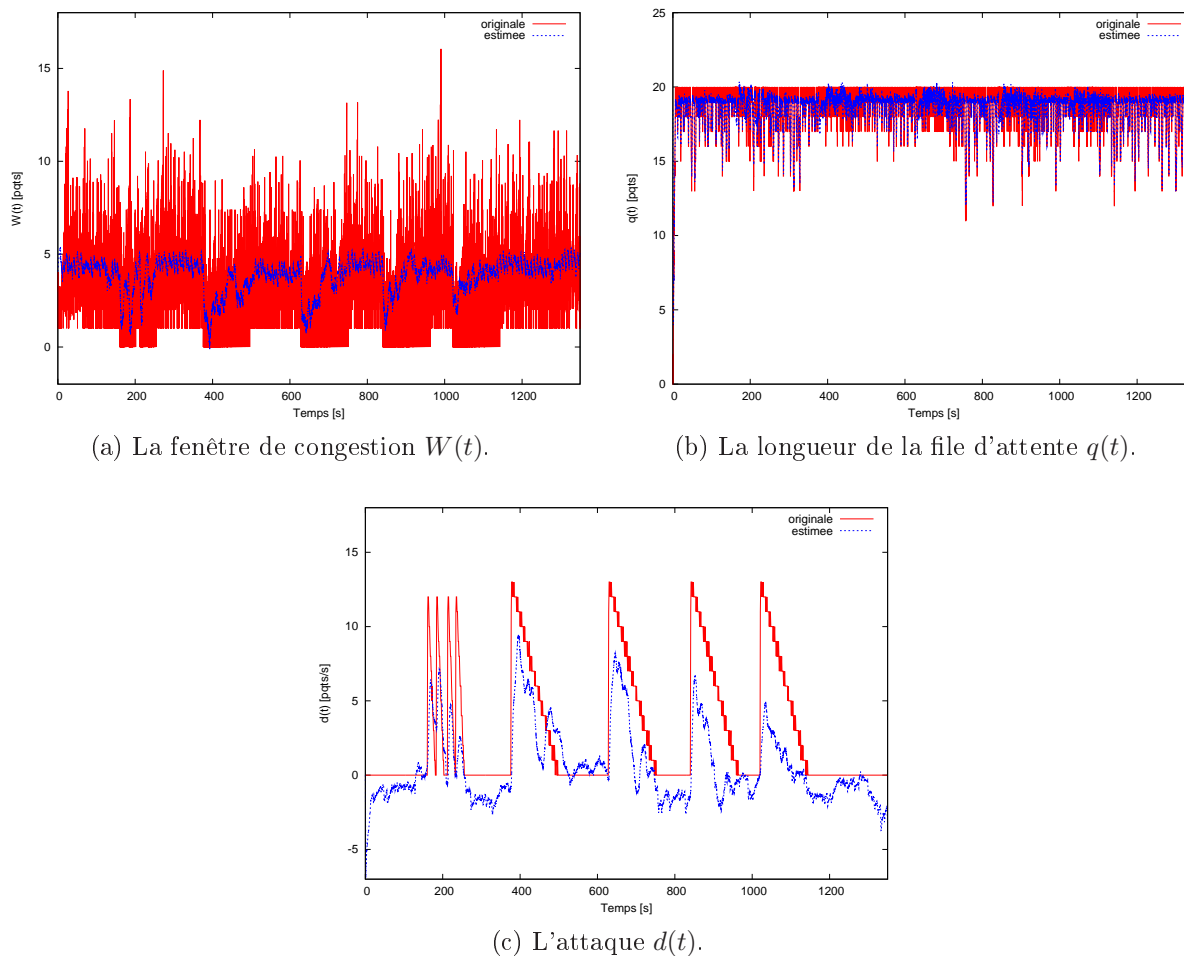 originale
estimee
15
10
5
0
W(t) [pqts]
0 200 400 600 800 1000 1200
Temps [s]
(a) La fenêtre de congestion W(t).
originale
estimee
25
20
15
10
5
0
q(t) [pqts]
0 200 400 600 800 1000 1200
Temps [s]
(b) La longueur de la file d'attente q(t).
originale
estimee
15
10
5
0
-5
d(t) [pqts/s]
0 200 400 600 800 1000 1200
Temps [s]
(c) L'attaque d(t).